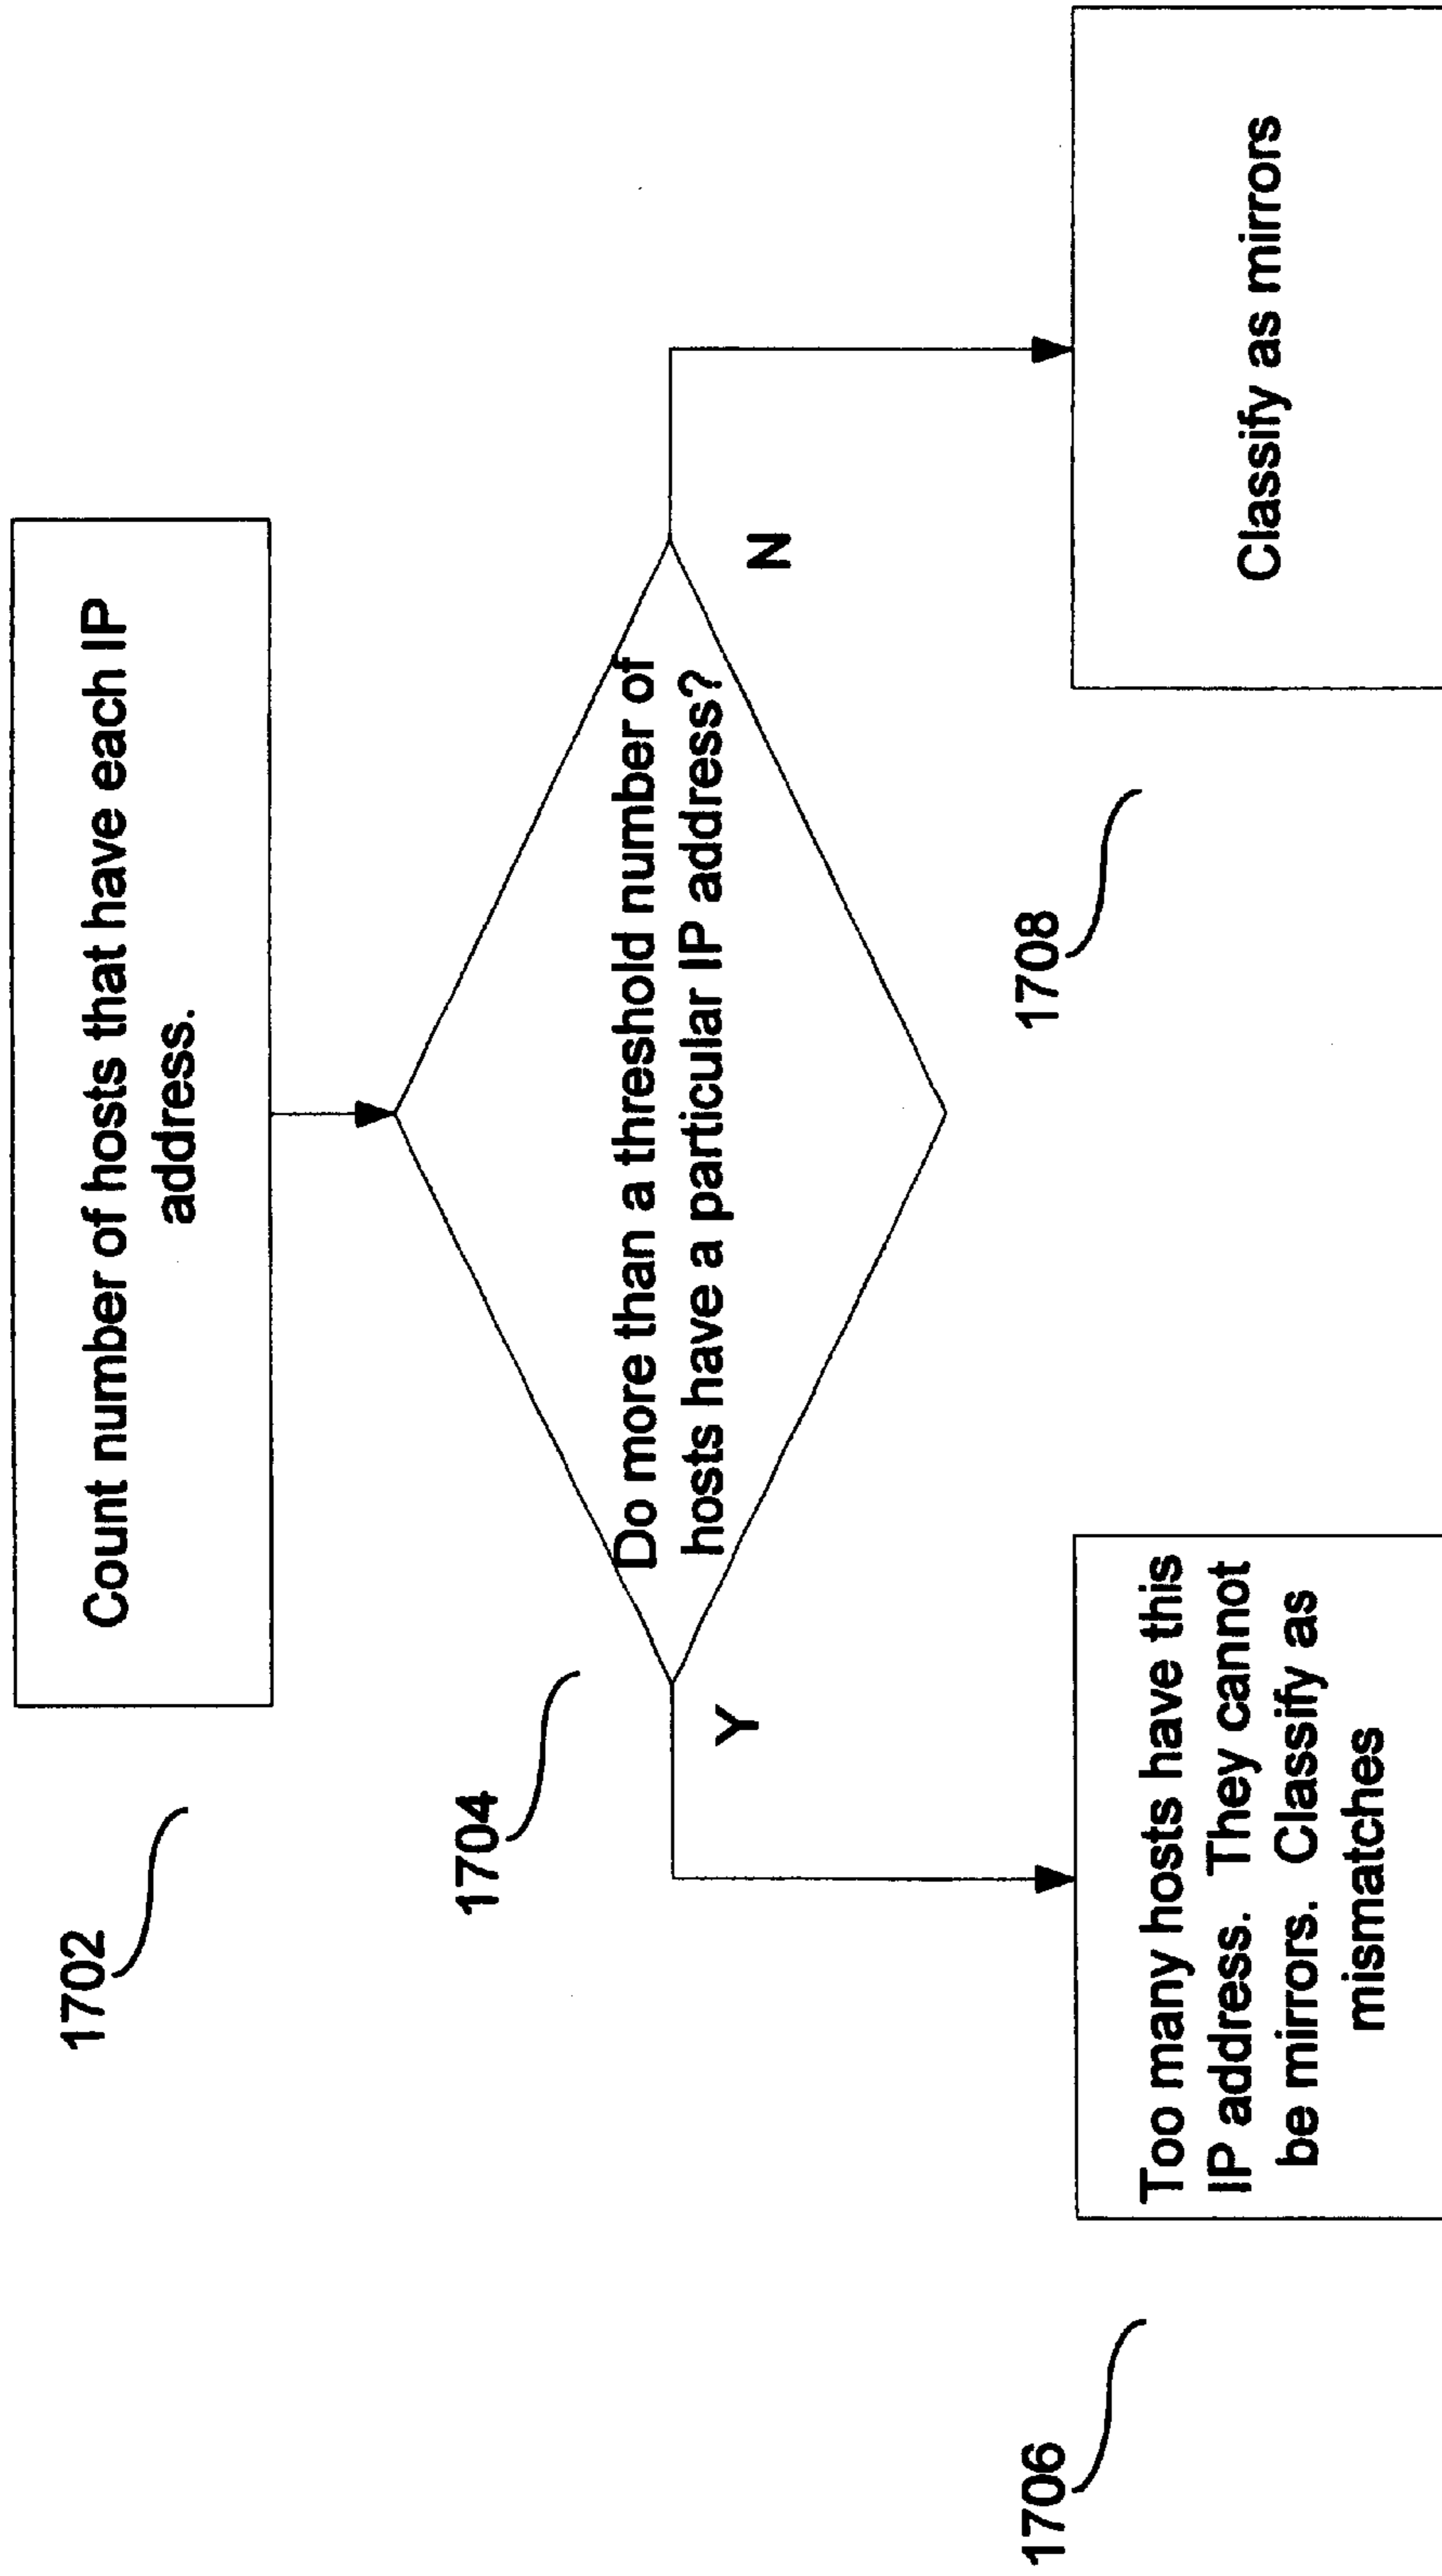 1702
Count number of hosts that have each IP
address.
1704
Do more than a threshold number of
hosts have a particular IP address?
Y
N
1706
Too many hosts have this
IP address. They cannot
be mirrors. Classify as
mismatches
1708
Classify as mirrors